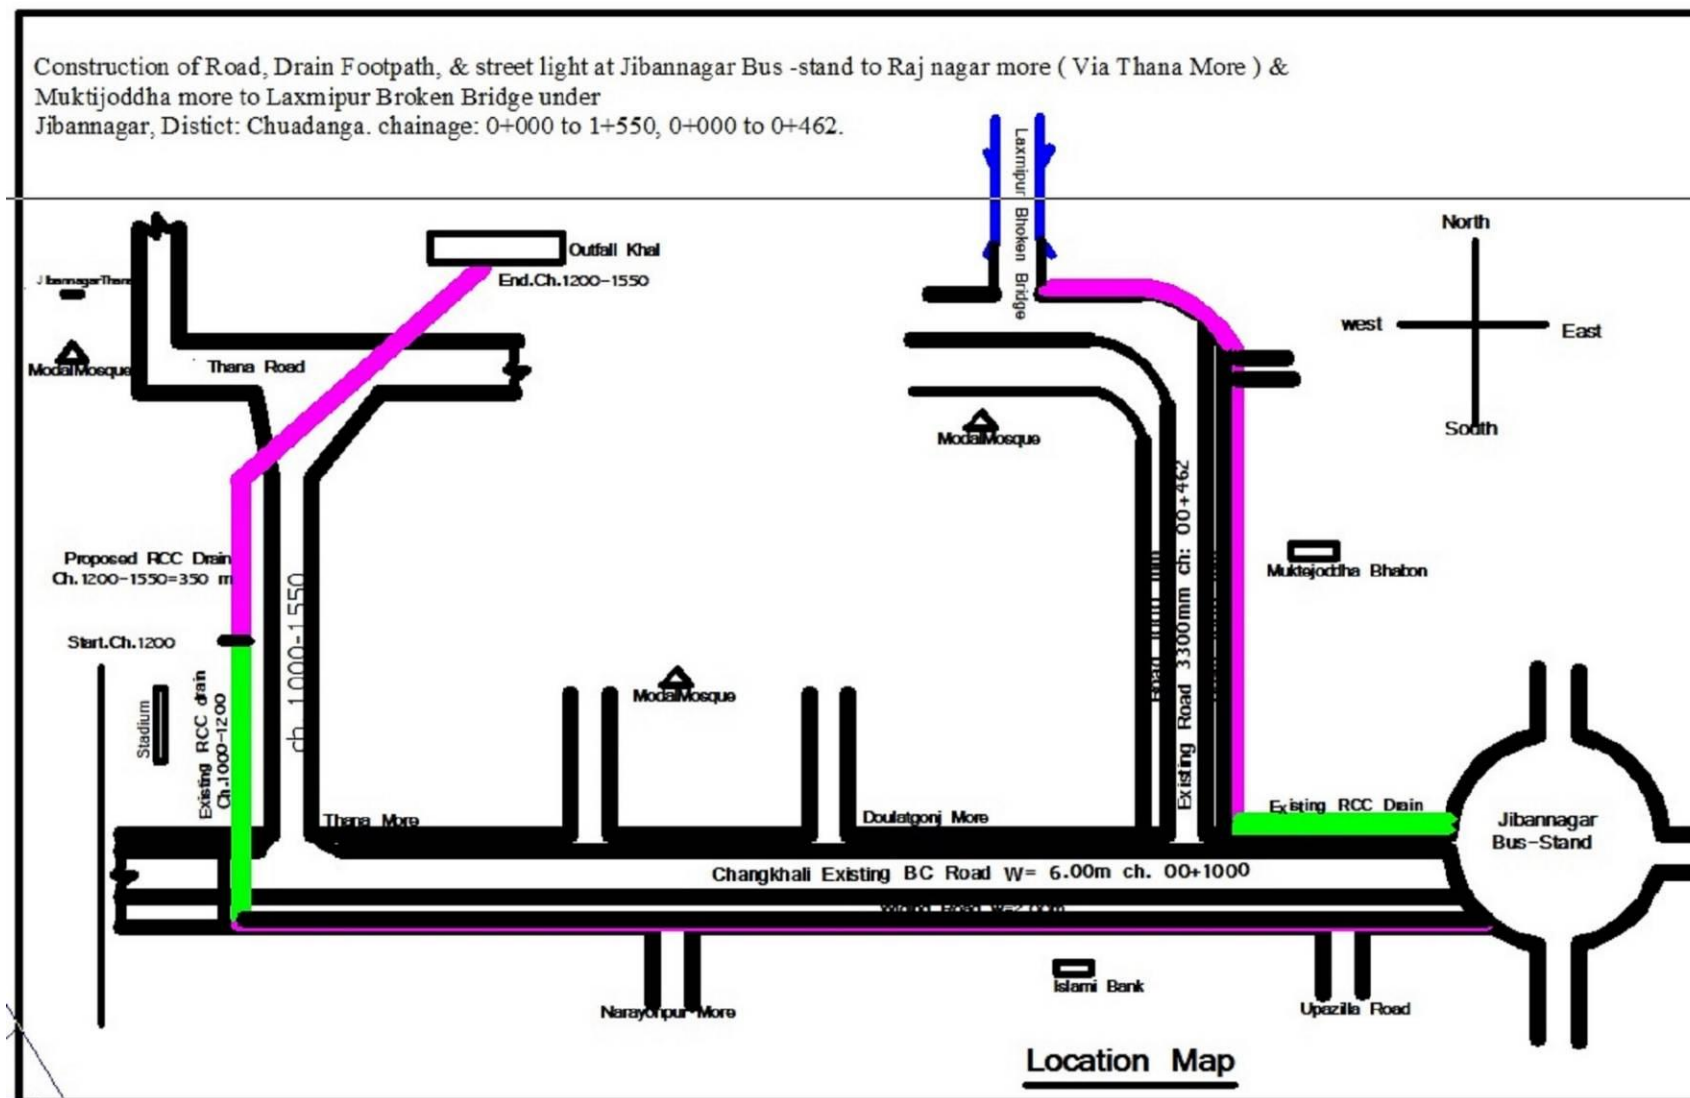 Construction of Road, Drain Footpath, & street light at Jibannagar Bus -stand to Raj nagar more ( Via Thana More ) &
Muktijoddha more to Laxmipur Broken Bridge under
Jibannagar, Distict: Chuadanga. chainage: 0+000 to 1+550, 0+000 to 0+462.
Laxmipur Bhoken Bridge
North
west
East
South
Outfall Khal
End.Ch.1200-1550
ModalMosque
Thana Road
ModalMosque
Proposed RCC Drain
Ch.1200-1550=350 m
Start.Ch.1200
Stadium
Existing RCC drain
Ch.1000-1200
ch. 1000-1550
ModalMosque
Existing Road 3300mm ch: 00+462
Muktejoddha Bhabon
Thana More
Doulatgonj More
Existing RCC Drain
Jibannagar
Bus-Stand
Changkhali Existing BC Road W= 6.00m ch. 00+1000
Narayonpur More
Islami Bank
Upazilla Road
Location Map